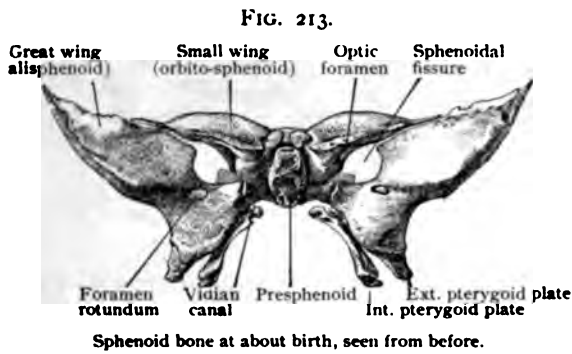 FIG. 213.
Great wing
alisphenoid)
Small wing
(orbito-sphenoid)
Optic
foramen
Sphenoidal
fissure
Foramen
rotundum
Vidian
canal
Presphenoid
Ext. pterygoid plate
Int. pterygoid plate
Sphenoid bone at about birth, seen from before.